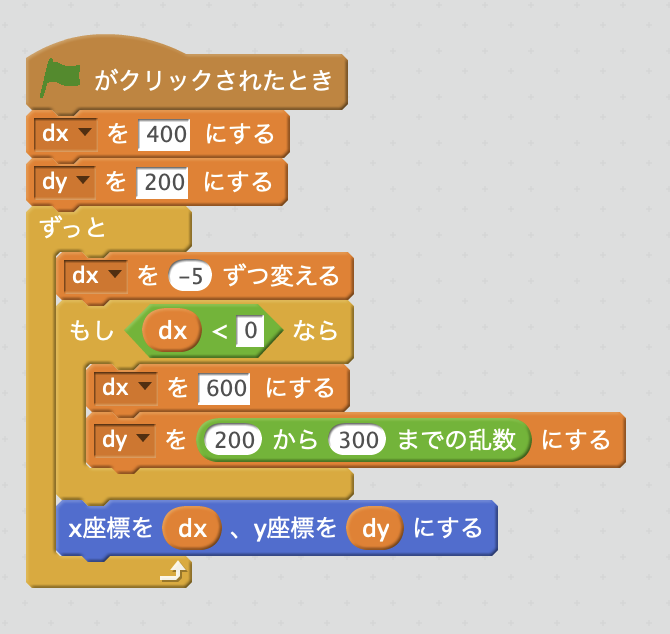 がクリックされたとき
dx を 400 にする
dy を 200 にする
ずっと
dx を -5 ずつ変える
もし dx < 0 なら
dx を 600 にする
dy を 200 から 300 までの乱数 にする
x座標を dx 、y座標を dy にする